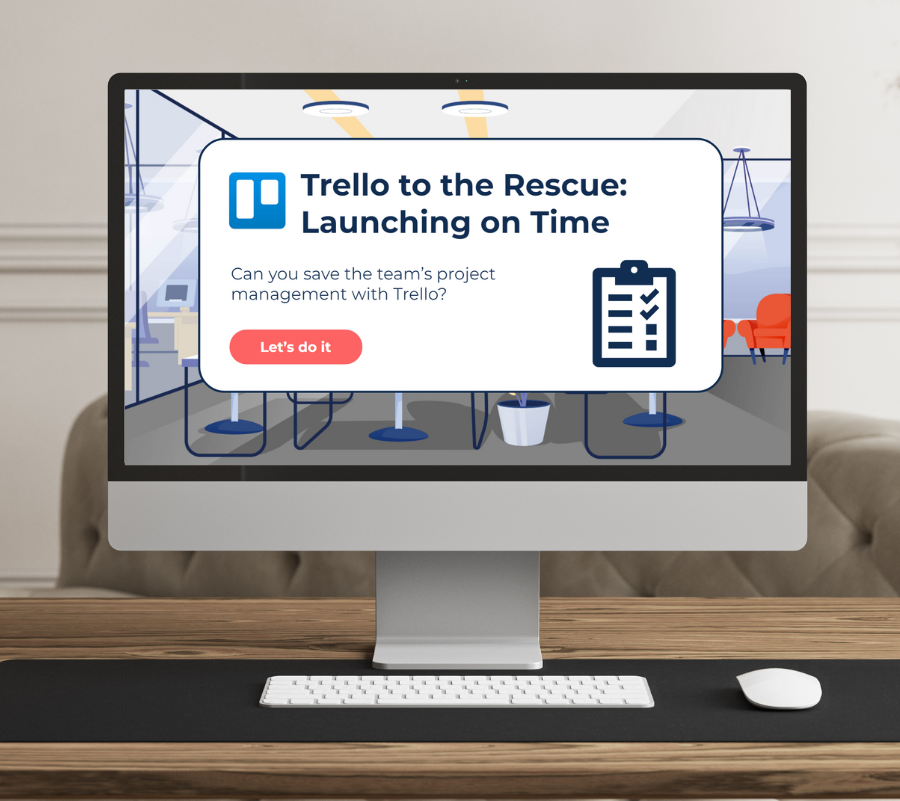 Trello to the Rescue:
Launching on Time
Can you save the team's project
management with Trello?
Let's do it